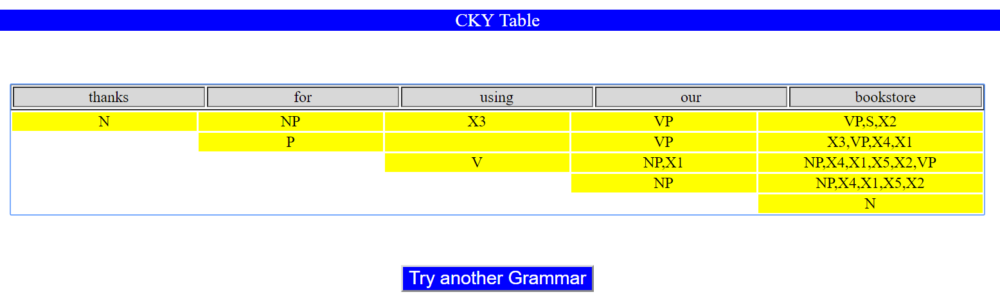 CKY Table
thanks for using our bookstore
N NP X3 VP VP,S,X2
P VP X3,VP,X4,X1
V NP,X1 NP,X4,X1,X5,X2,VP
NP NP,X4,X1,X5,X2
N
Try another Grammar